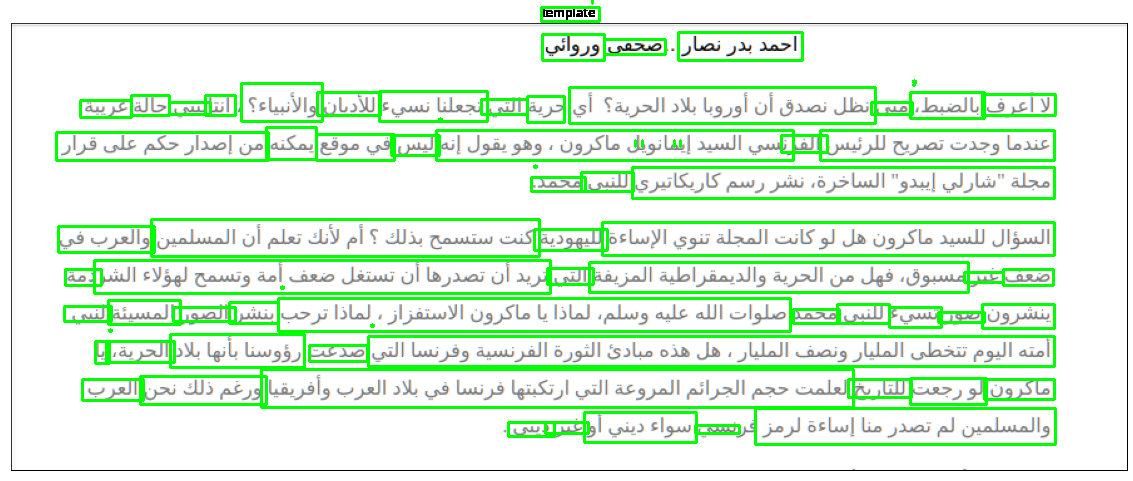 template
احمد بدر نصار .. صحفى وروائي
لا أعرف بالضبط، متى نظل نصدق أن أوروبا بلاد الحرية؟ أي حرية التي تجعلنا نسيء للأديان والأنبياء؟ ، انتابتني حالة غريبة
عندما وجدت تصريح للرئيس الفرنسي السيد إيمانويل ماكرون ، وهو يقول إنه ليس في موقع يمكنه من إصدار حكم على قرار
مجلة "شارلي إيبدو" الساخرة، نشر رسم كاريكاتيري للنبي محمد.
السؤال للسيد ماكرون هل لو كانت المجلة تنوي الإساءة لليهودية كنت ستسمح بذلك ؟ أم لأنك تعلم أن المسلمين والعرب في
ضعف غير مسبوق، فهل من الحرية والديمقراطية المزيفة التي تريد أن تصدرها أن تستغل ضعف أمة وتسمح لهؤلاء الشرذمة
ينشرون صور تسيء للنبي محمد صلوات الله عليه وسلم، لماذا يا ماكرون الاستفزاز ، لماذا ترحب بنشر الصور المسيئة لنبي
أمته اليوم تتخطى المليار ونصف المليار ، هل هذه مبادئ الثورة الفرنسية وفرنسا التي صدعت رؤوسنا بأنها بلاد الحرية، يا
ماكرون لو رجعت للتاريخ لعلمت حجم الجرائم المروعة التي ارتكبتها فرنسا في بلاد العرب وأفريقيا ورغم ذلك نحن العرب
والمسلمين لم تصدر منا إساءة لرمز فرنسي سواء ديني أو غير ديني .